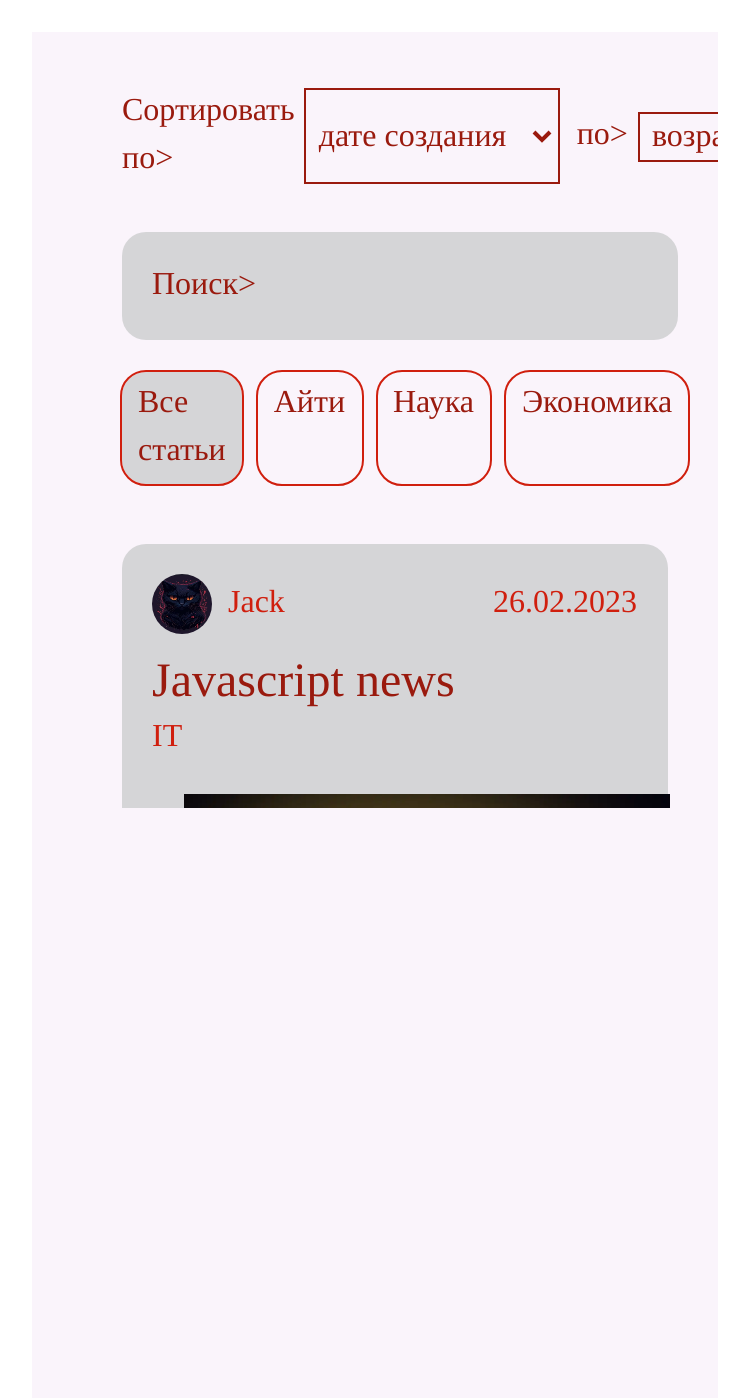 Сортировать по> дате создания по> возра
Поиск>
Все статьи Айти Наука Экономика
Jack 26.02.2023
Javascript news
IT